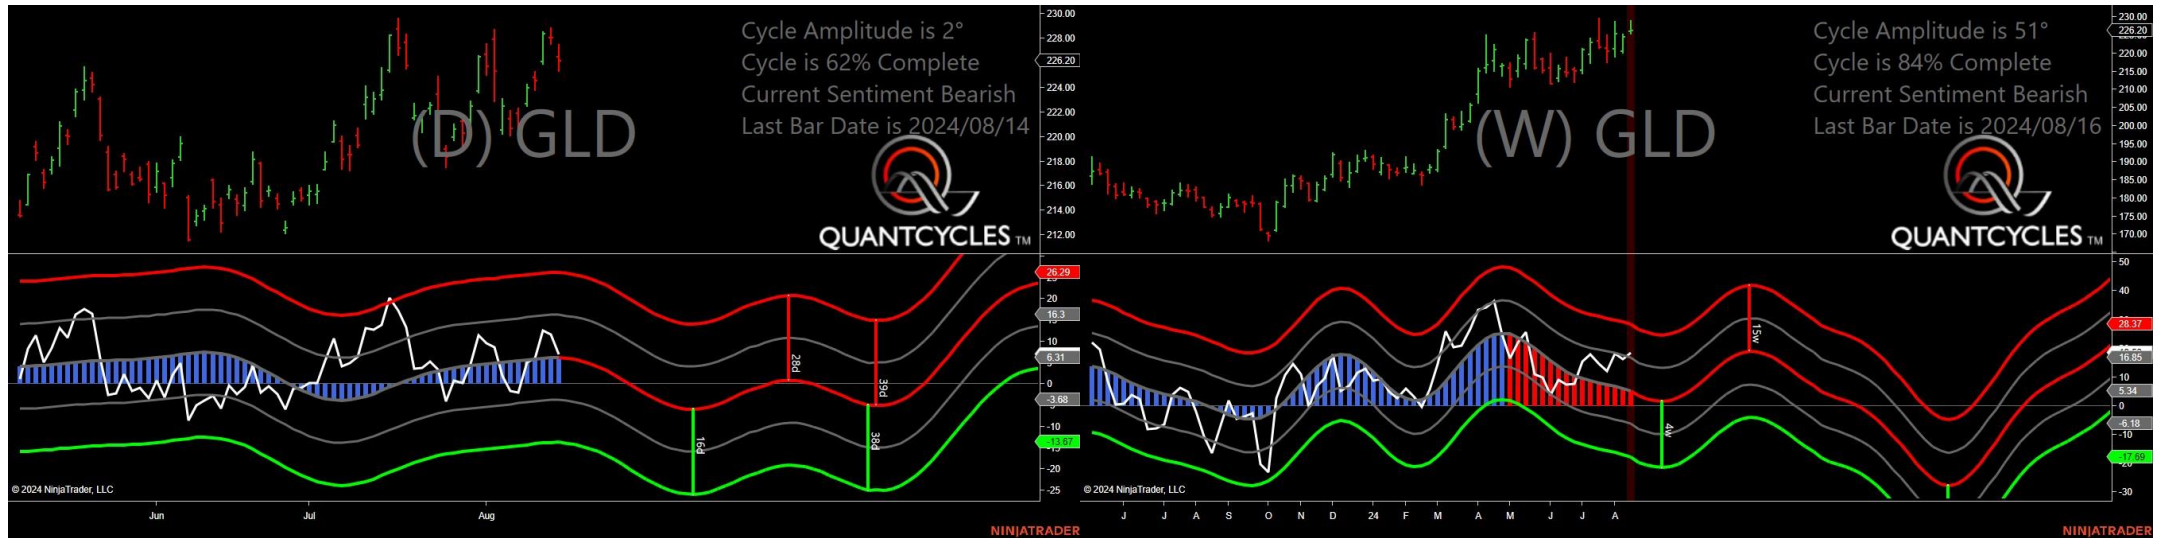 Cycle Amplitude is 2°
Cycle is 62% Complete
Current Sentiment Bearish
Last Bar Date is 2024/08/14
(D) GLD
QUANTCYCLES TM
230.00
228.00
226.20
224.00
222.00
220.00
218.00
216.00
214.00
212.00
26.29
20
16.3
10
6.31
0
-3.68
-10
-13.67
-20
-25
28d
39d
16d
38d
© 2024 NinjaTrader, LLC
Jun Jul Aug
NINJATRADER
Cycle Amplitude is 51°
Cycle is 84% Complete
Current Sentiment Bearish
Last Bar Date is 2024/08/16
(W) GLD
QUANTCYCLES TM
230.00
226.20
220.00
215.00
210.00
205.00
200.00
195.00
190.00
185.00
180.00
175.00
170.00
50
40
28.37
16.85
10
5.34
0
-6.18
-10
-17.69
-30
15w
4w
© 2024 NinjaTrader, LLC
J J A S O N D 24 F M A M J J A
NINJATRADER